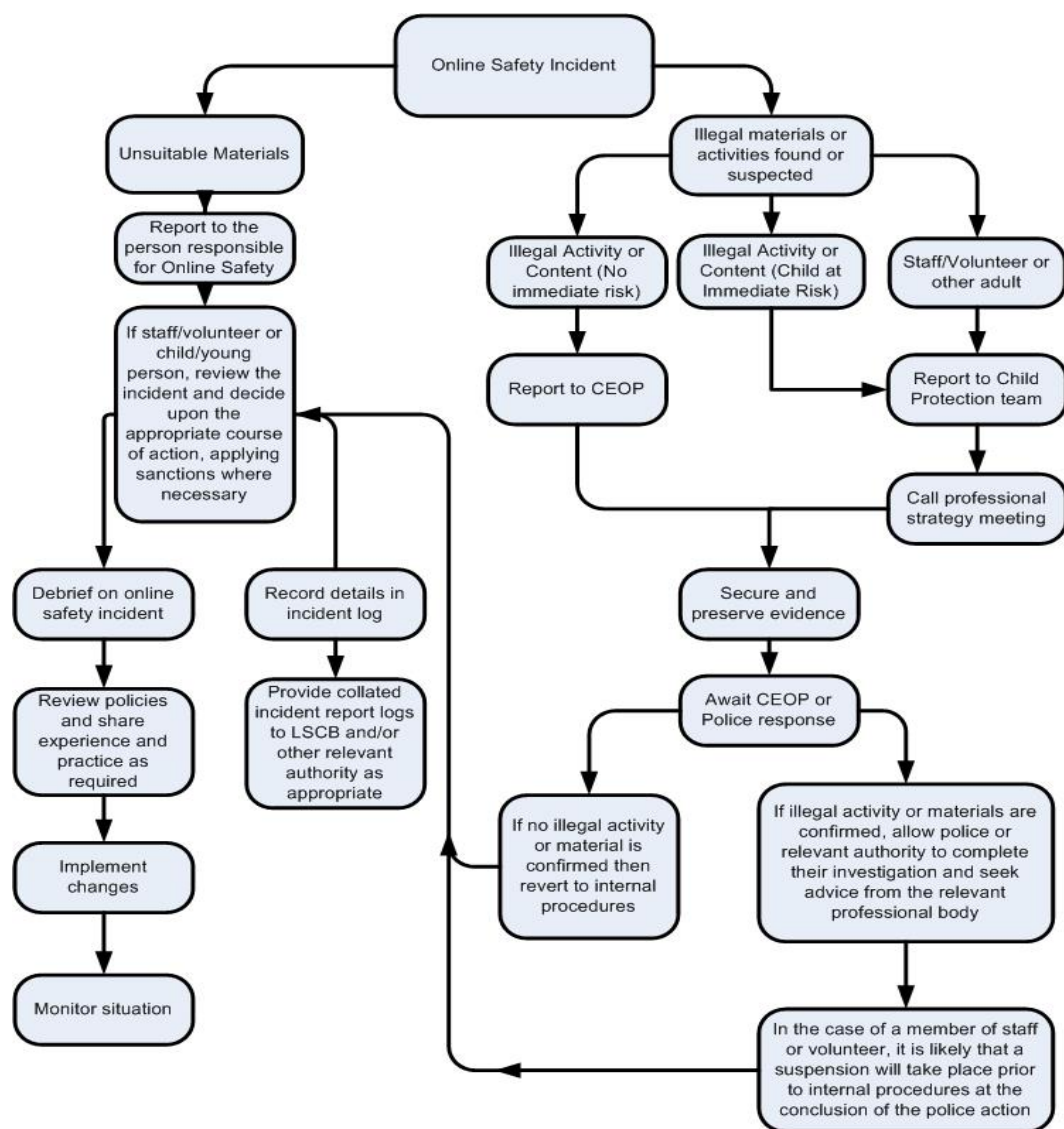 Online Safety Incident
Unsuitable Materials
Report to the
person responsible
for Online Safety
If staff/volunteer or
child/young
person, review the
incident and decide
upon the
appropriate course
of action, applying
sanctions where
necessary
Debrief on online
safety incident
Review policies
and share
experience and
practice as
required
Implement
changes
Monitor situation
Record details in
incident log
Provide collated
incident report logs
to LSCB and/or
other relevant
authority as
appropriate
Illegal materials or
activities found or
suspected
Illegal Activity or
Content (No
immediate risk)
Illegal Activity or
Content (Child at
Immediate Risk)
Staff/Volunteer or
other adult
Report to CEOP
Report to Child
Protection team
Call professional
strategy meeting
Secure and
preserve evidence
Await CEOP or
Police response
If no illegal activity
or material is
confirmed then
revert to internal
procedures
If illegal activity or materials are
confirmed, allow police or
relevant authority to complete
their investigation and seek
advice from the relevant
professional body
In the case of a member of staff
or volunteer, it is likely that a
suspension will take place prior
to internal procedures at the
conclusion of the police action